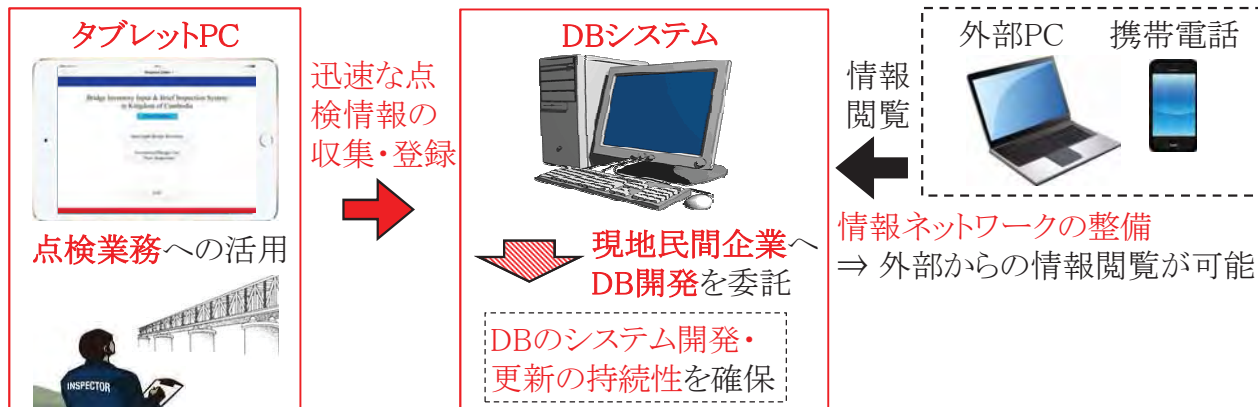 タブレットPC
Bridge Inventory Input & Brief Inspection System
in Kingdom of Cambodia
点検業務への活用
INSPECTOR
迅速な点
検情報の
収集・登録
DBシステム
現地民間企業へ
DB開発を委託
DBのシステム開発・
更新の持続性を確保
情報
閲覧
外部PC
携帯電話
情報ネットワークの整備
⇒ 外部からの情報閲覧が可能